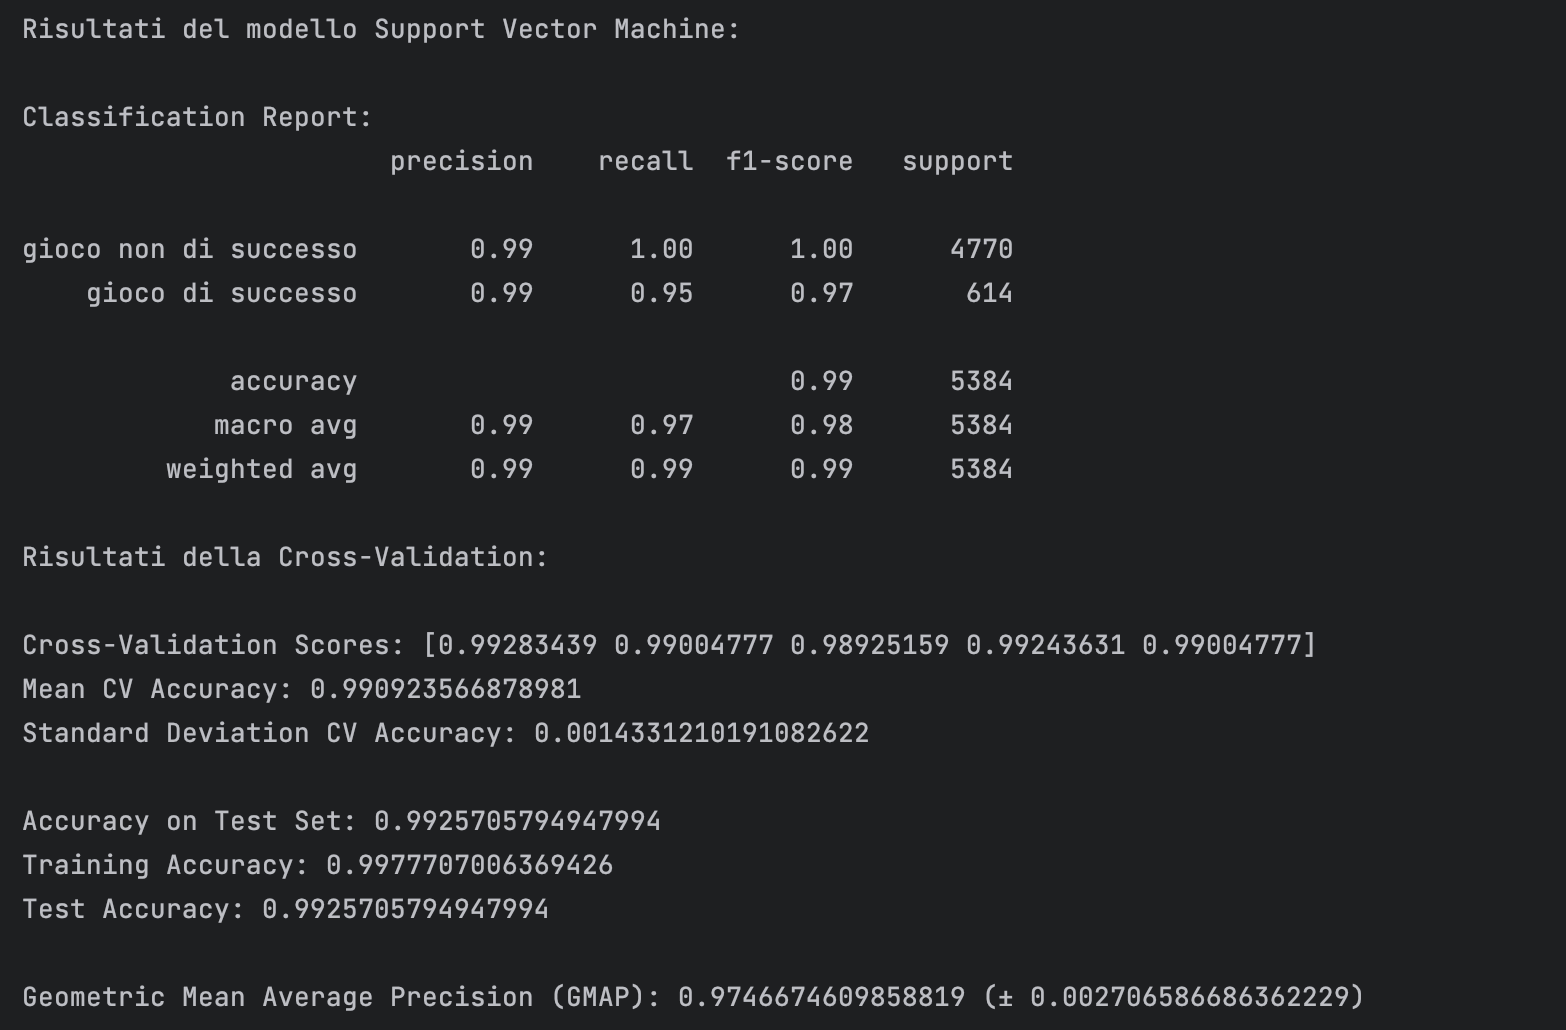 Risultati del modello Support Vector Machine:
Classification Report:
precision recall f1-score support
gioco non di successo 0.99 1.00 1.00 4770
gioco di successo 0.99 0.95 0.97 614
accuracy 0.99 5384
macro avg 0.99 0.97 0.98 5384
weighted avg 0.99 0.99 0.99 5384
Risultati della Cross-Validation:
Cross-Validation Scores: [0.99283439 0.99004777 0.98925159 0.99243631 0.99004777]
Mean CV Accuracy: 0.990923566878981
Standard Deviation CV Accuracy: 0.0014331210191082622
Accuracy on Test Set: 0.9925705794947994
Training Accuracy: 0.9977707006369426
Test Accuracy: 0.9925705794947994
Geometric Mean Average Precision (GMAP): 0.9746674609858819 (± 0.002706586686362229)